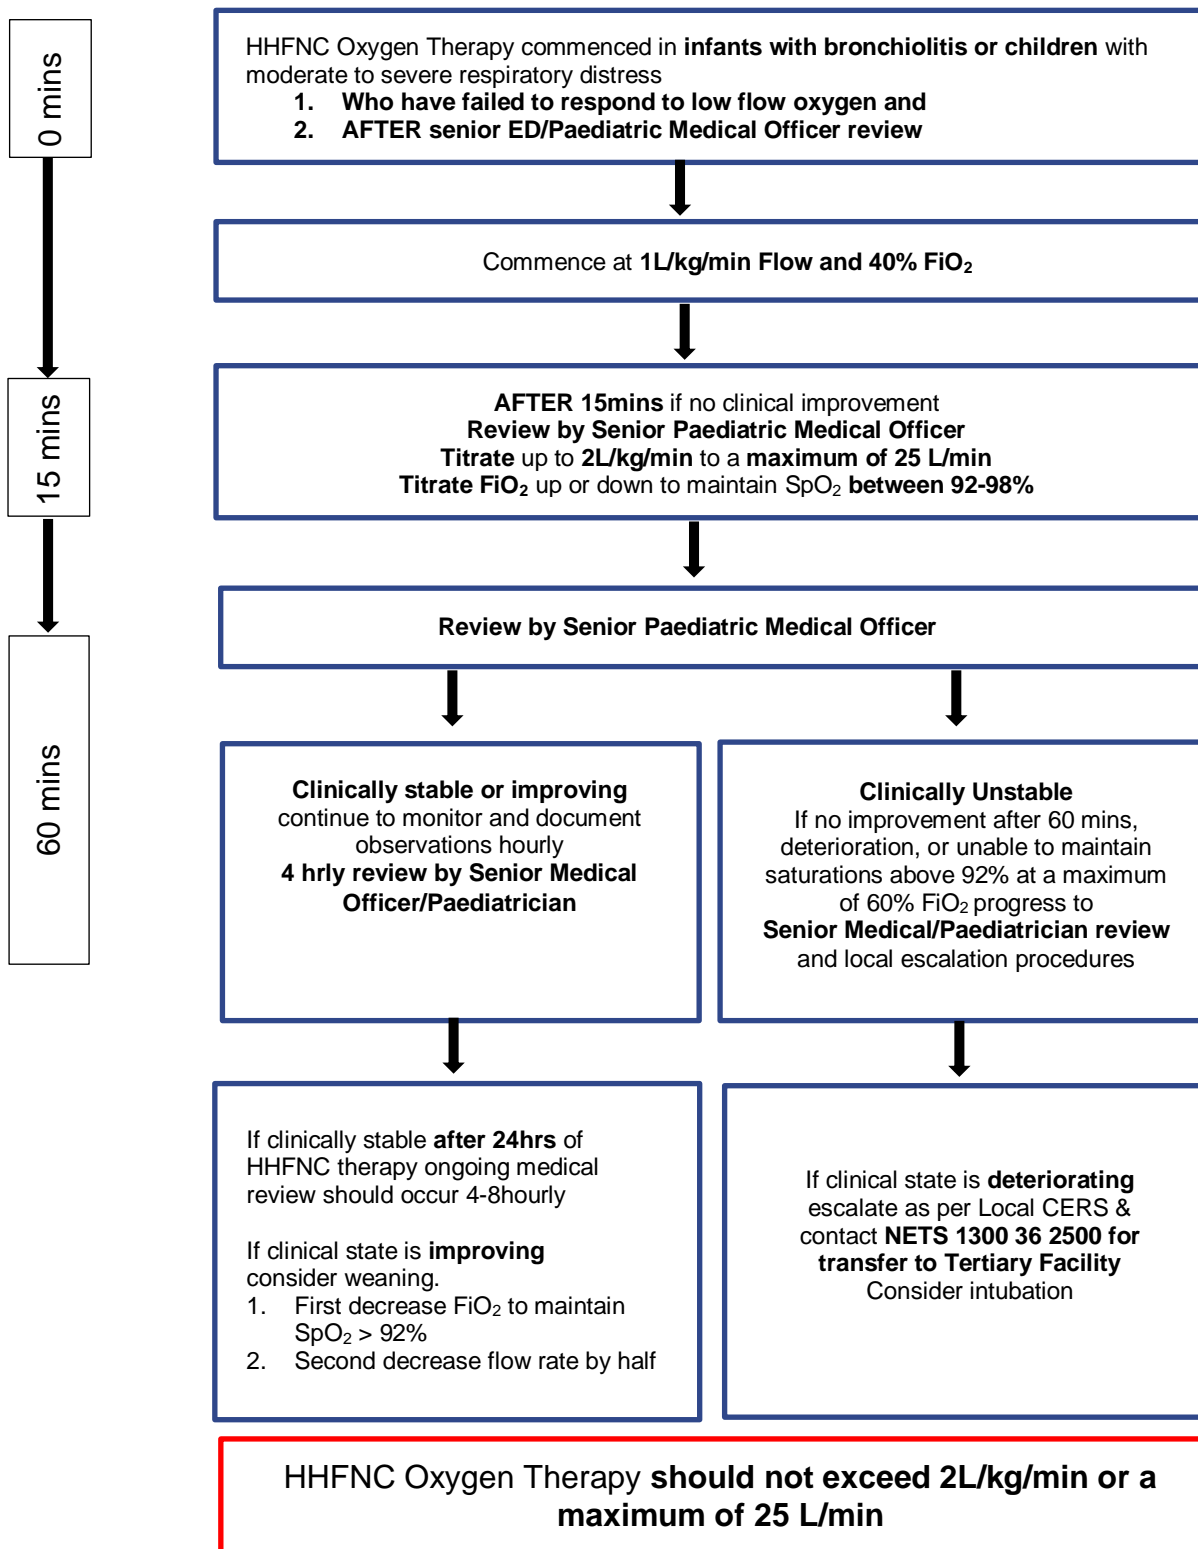 0 mins
HHFNC Oxygen Therapy commenced in infants with bronchiolitis or children with
moderate to severe respiratory distress
1. Who have failed to respond to low flow oxygen and
2. AFTER senior ED/Paediatric Medical Officer review
Commence at 1L/kg/min Flow and 40% FiO₂
15 mins
AFTER 15mins if no clinical improvement
Review by Senior Paediatric Medical Officer
Titrate up to 2L/kg/min to a maximum of 25 L/min
Titrate FiO₂ up or down to maintain SpO₂ between 92-98%
60 mins
Review by Senior Paediatric Medical Officer
Clinically stable or improving
continue to monitor and document
observations hourly
4 hrly review by Senior Medical
Officer/Paediatrician
Clinically Unstable
If no improvement after 60 mins,
deterioration, or unable to maintain
saturations above 92% at a maximum
of 60% FiO₂ progress to
Senior Medical/Paediatrician review
and local escalation procedures
If clinically stable after 24hrs of
HHFNC therapy ongoing medical
review should occur 4-8hourly
If clinical state is improving
consider weaning.
1. First decrease FiO₂ to maintain
SpO₂ > 92%
2. Second decrease flow rate by half
If clinical state is deteriorating
escalate as per Local CERS &
contact NETS 1300 36 2500 for
transfer to Tertiary Facility
Consider intubation
HHFNC Oxygen Therapy should not exceed 2L/kg/min or a
maximum of 25 L/min